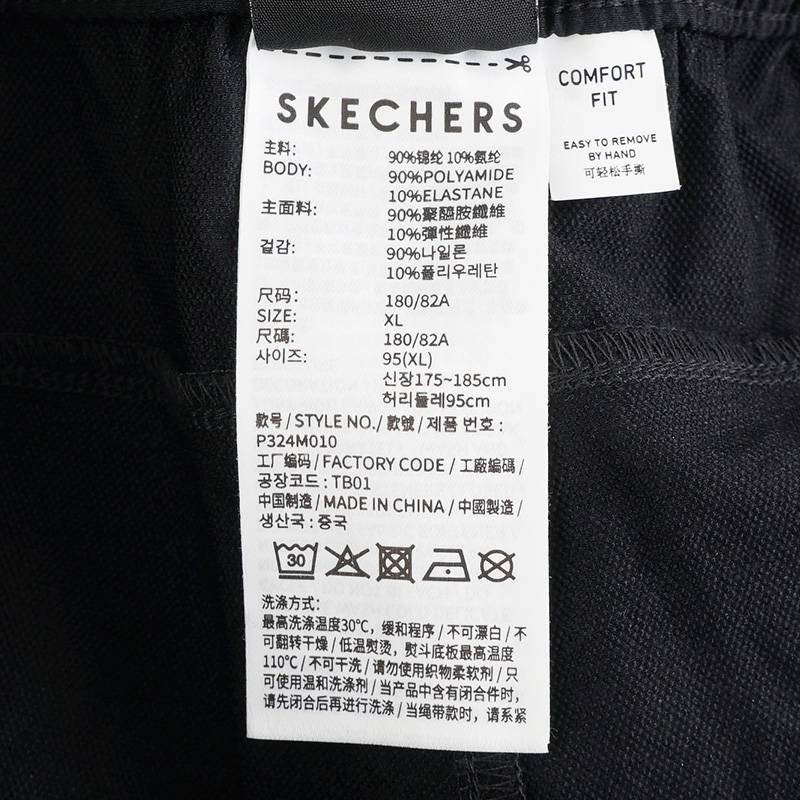 SKECHERS
主料: 90%锦纶 10%氨纶
BODY: 90%POLYAMIDE
10%ELASTANE
主面料: 90%聚醯胺纖維
10%彈性纖維
겉감: 90%나일론
10%폴리우레탄
尺码: 180/82A
SIZE: XL
尺碼: 180/82A
사이즈: 95(XL)
신장175~185cm
허리둘레95cm
款号 / STYLE NO. / 款號 / 제품 번호 :
P324M010
工厂编码 / FACTORY CODE / 工廠編碼 /
공장코드 : TB01
中国制造 / MADE IN CHINA / 中國製造 /
생산국 : 중국
30
洗涤方式:
最高洗涤温度30℃，缓和程序 / 不可漂白 / 不
可翻转干燥 / 低温熨烫，熨斗底板最高温度
110℃ / 不可干洗 / 请勿使用织物柔软剂 / 只
可使用温和洗涤剂 / 当产品中含有闭合件时，
请先闭合后再进行洗涤 / 当绳带款时，请系紧
COMFORT
FIT
EASY TO REMOVE
BY HAND
可轻松手撕